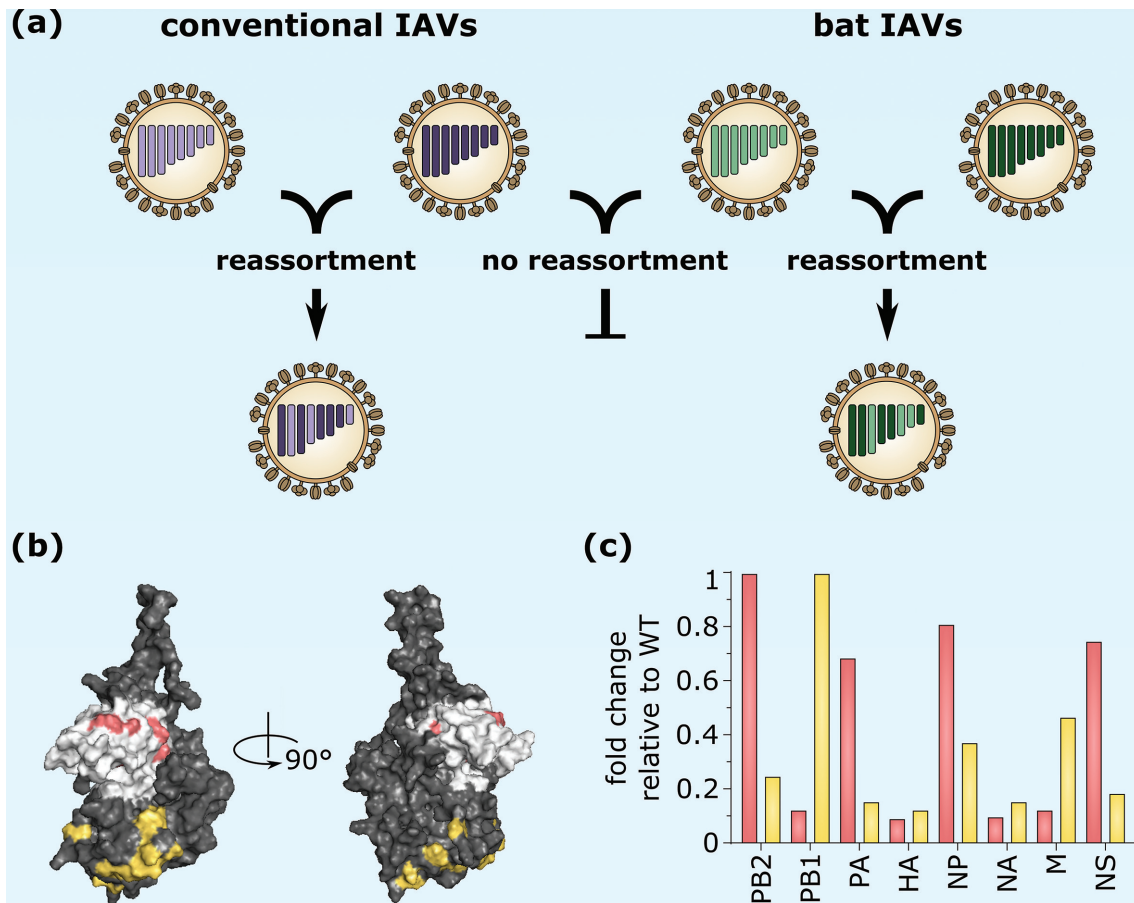 (a)
conventional IAVs
bat IAVs
reassortment
no reassortment
reassortment
(b)
90°
(c)
fold change
relative to WT
1
0.8
0.6
0.4
0.2
0
PB2
PB1
PA
HA
NP
NA
M
NS